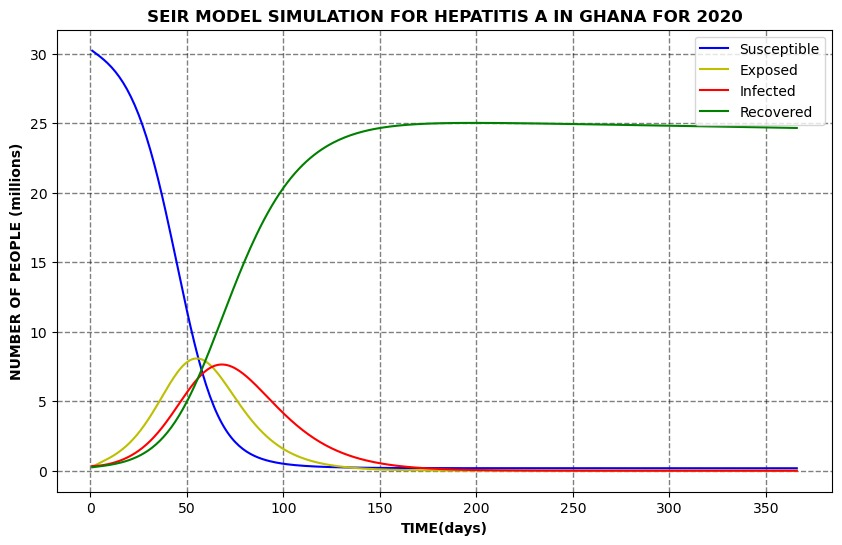 SEIR MODEL SIMULATION FOR HEPATITIS A IN GHANA FOR 2020
NUMBER OF PEOPLE (millions)
30
25
20
15
10
5
0
Susceptible
Exposed
Infected
Recovered
0 50 100 150 200 250 300 350
TIME(days)